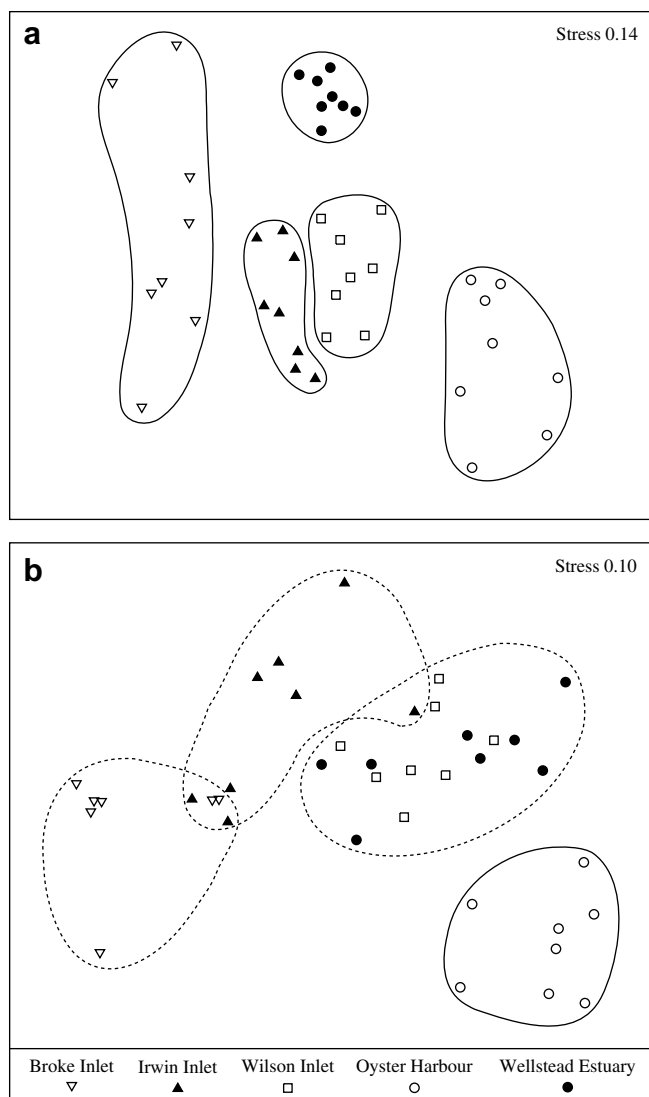 a
Stress 0.14
b
Stress 0.10
Broke Inlet Irwin Inlet Wilson Inlet Oyster Harbour Wellstead Estuary